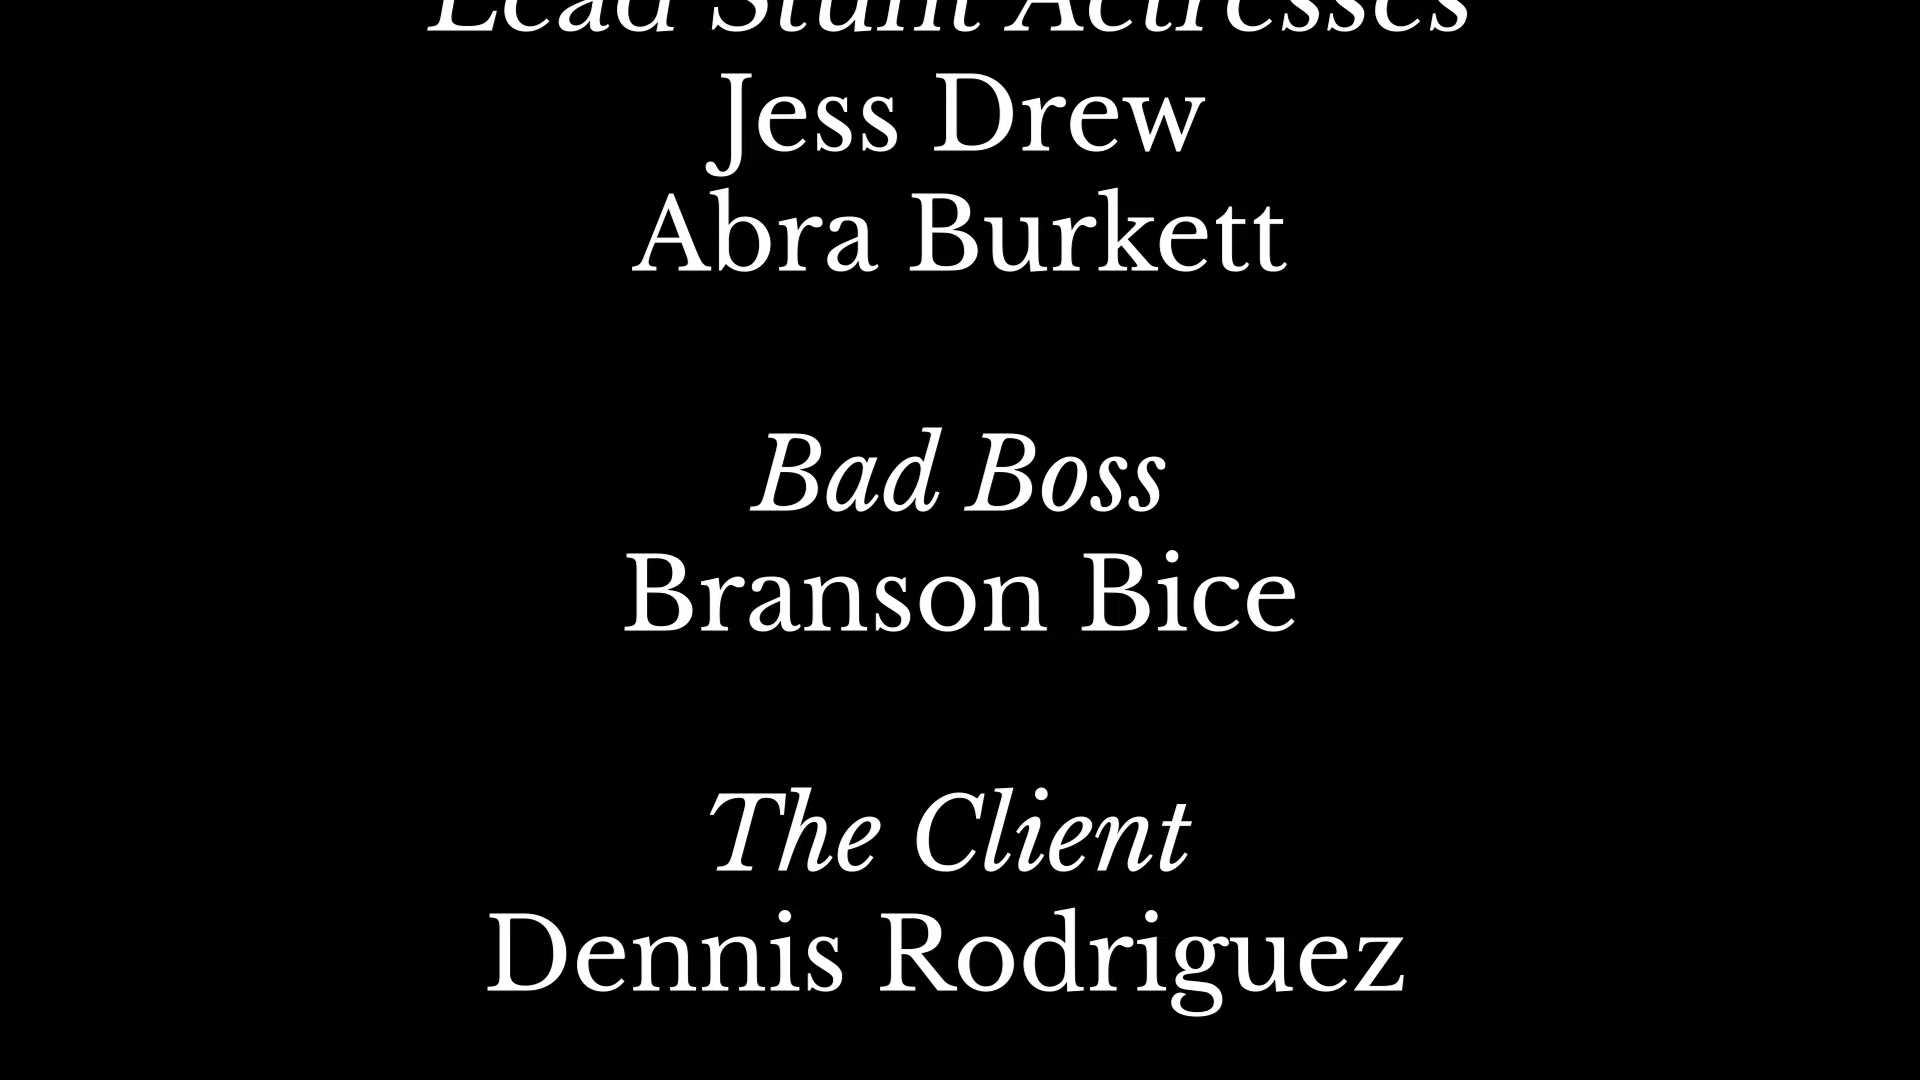 Lead Stunt Actresses
Jess Drew
Abra Burkett
Bad Boss
Branson Bice
The Client
Dennis Rodriguez